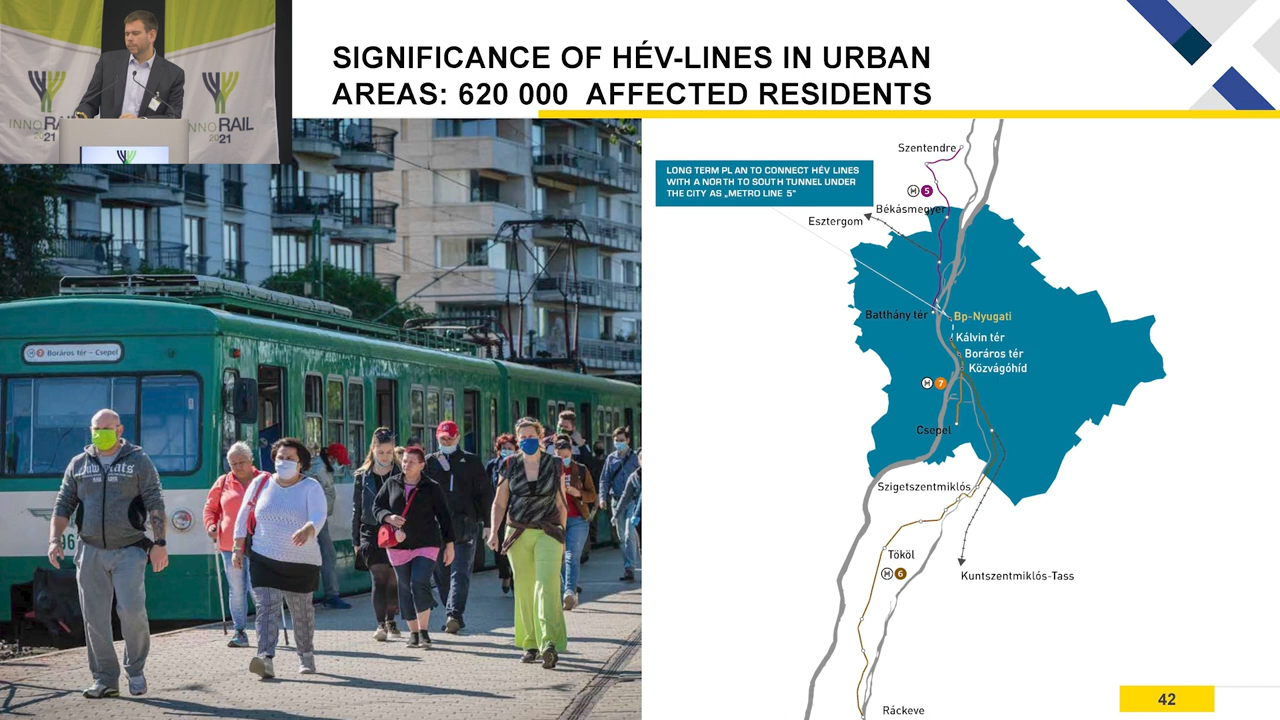 SIGNIFICANCE OF HÉV-LINES IN URBAN
AREAS: 620 000 AFFECTED RESIDENTS
INNORAIL
2021
INNORAIL
2021
LONG TERM PLAN TO CONNECT HÉV LINES
WITH A NORTH TO SOUTH TUNNEL UNDER
THE CITY AS „METRO LINE 5”
Szentendre
H 5
Békásmegyer
Esztergom
Batthány tér
Bp-Nyugati
Kálvin tér
Boráros tér
Közvágóhíd
H 7
Csepel
Szigetszentmiklós
Tököl
H 6
Kuntszentmiklós-Tass
Ráckeve
7 Boráros tér – Csepel
96
42